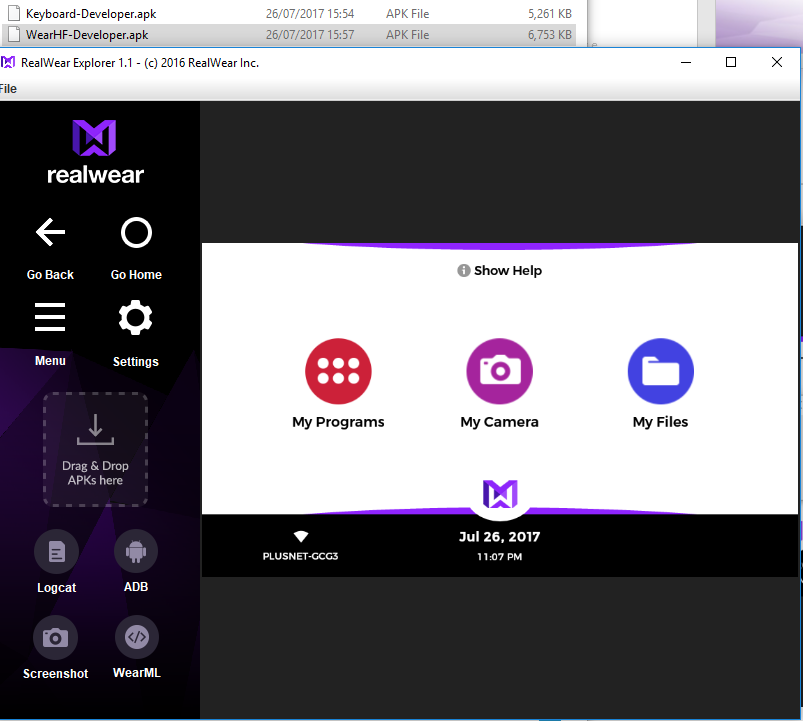 Keyboard-Developer.apk 26/07/2017 15:54 APK File 5,261 KB
WearHF-Developer.apk 26/07/2017 15:57 APK File 6,753 KB
RealWear Explorer 1.1 - (c) 2016 RealWear Inc.
File
realwear
Go Back Go Home
Menu Settings
Drag & Drop
APKs here
Logcat ADB
Screenshot WearML
Show Help
My Programs My Camera My Files
PLUSNET-GCG3
Jul 26, 2017
11:07 PM